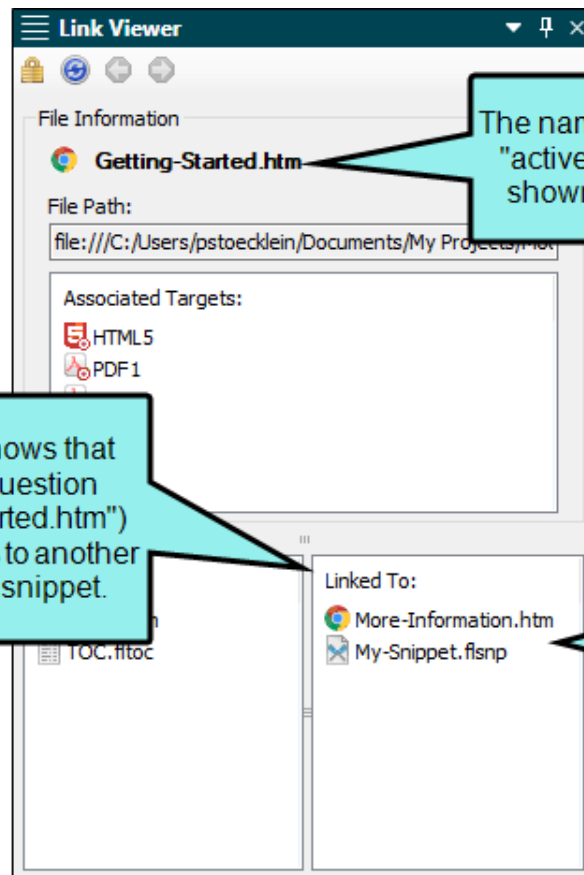 Link Viewer
File Information
Getting-Started.htm
The nam
"active
shown
File Path:
file:///C:/Users/pstoecklein/Documents/My Projects/Mot
Associated Targets:
HTML5
PDF1
nows that
uestion
rted.htm")
to another
snippet.
Linked To:
More-Information.htm
TOC.fltoc
My-Snippet.flsnp